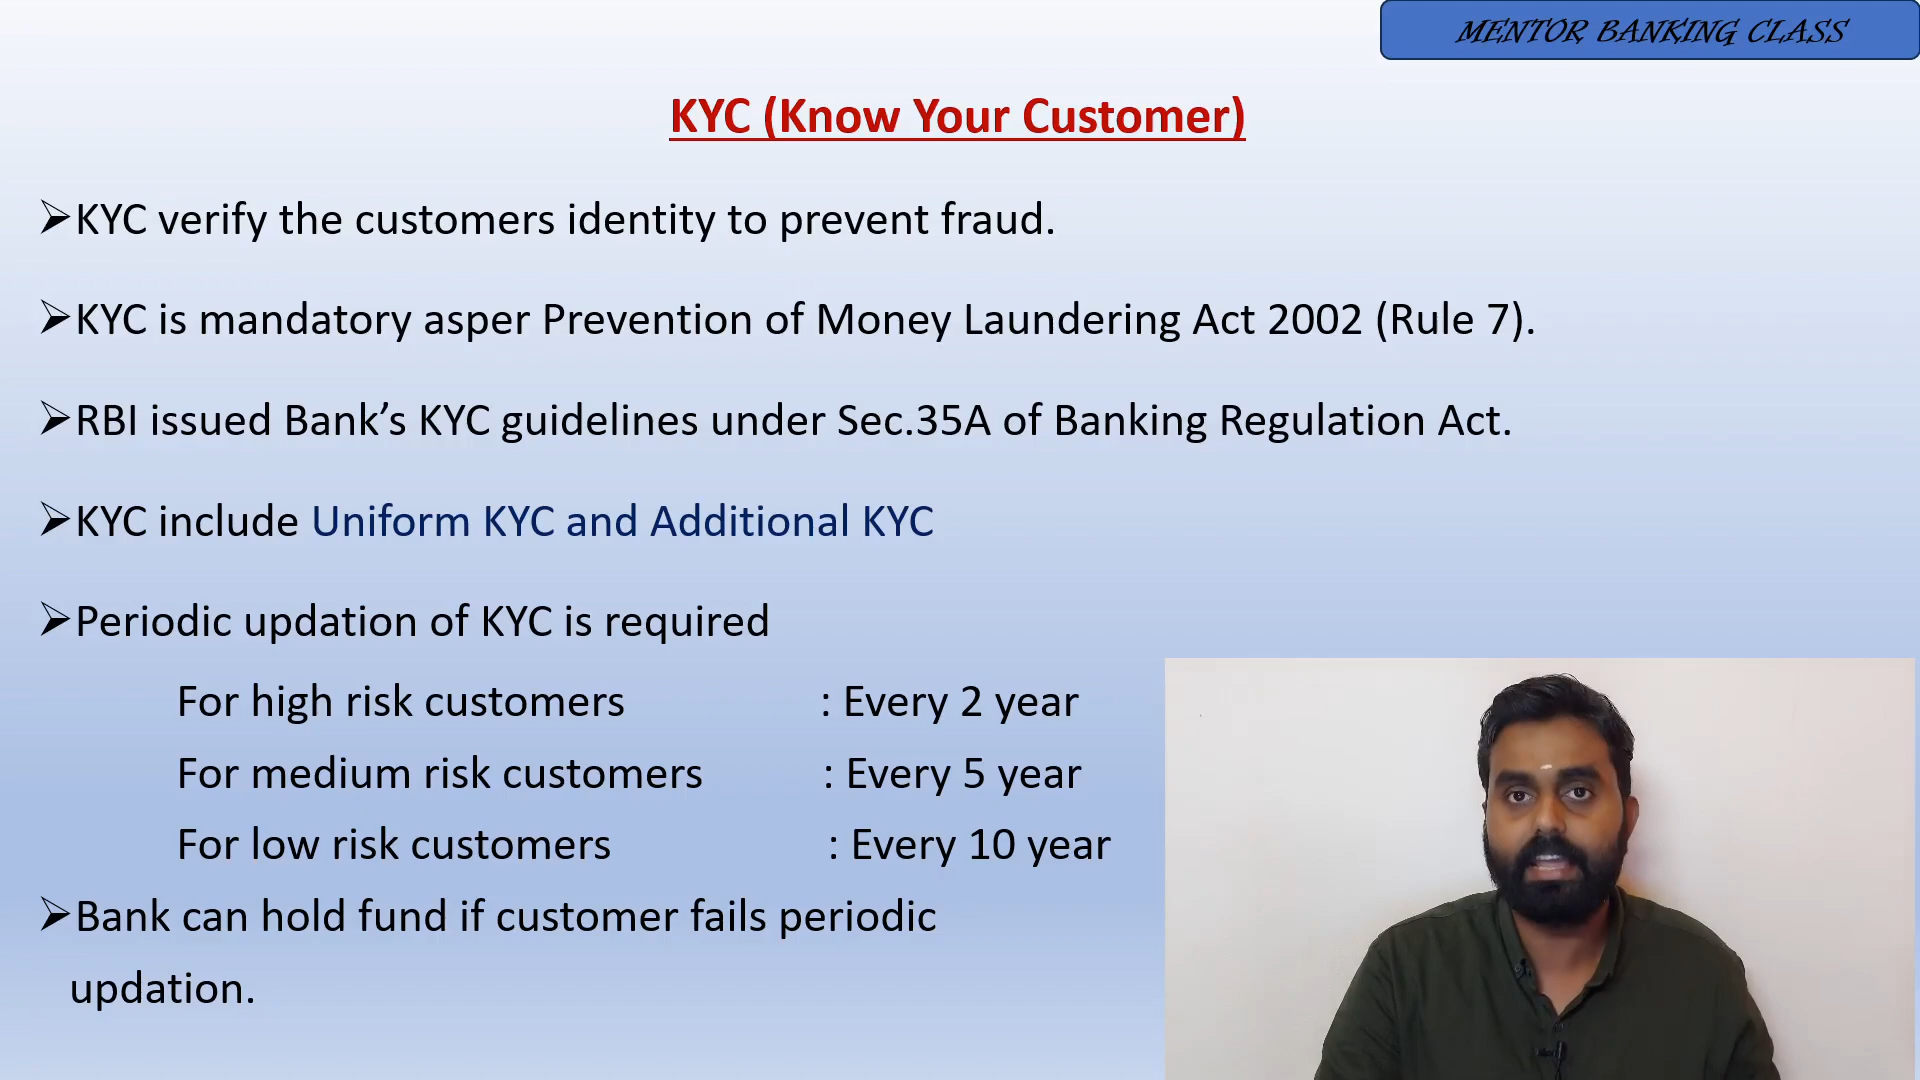 MENTOR BANKING CLASS
KYC (Know Your Customer)
➢KYC verify the customers identity to prevent fraud.
➢KYC is mandatory asper Prevention of Money Laundering Act 2002 (Rule 7).
➢RBI issued Bank’s KYC guidelines under Sec.35A of Banking Regulation Act.
➢KYC include Uniform KYC and Additional KYC
➢Periodic updation of KYC is required
For high risk customers : Every 2 year
For medium risk customers : Every 5 year
For low risk customers : Every 10 year
➢Bank can hold fund if customer fails periodic
updation.